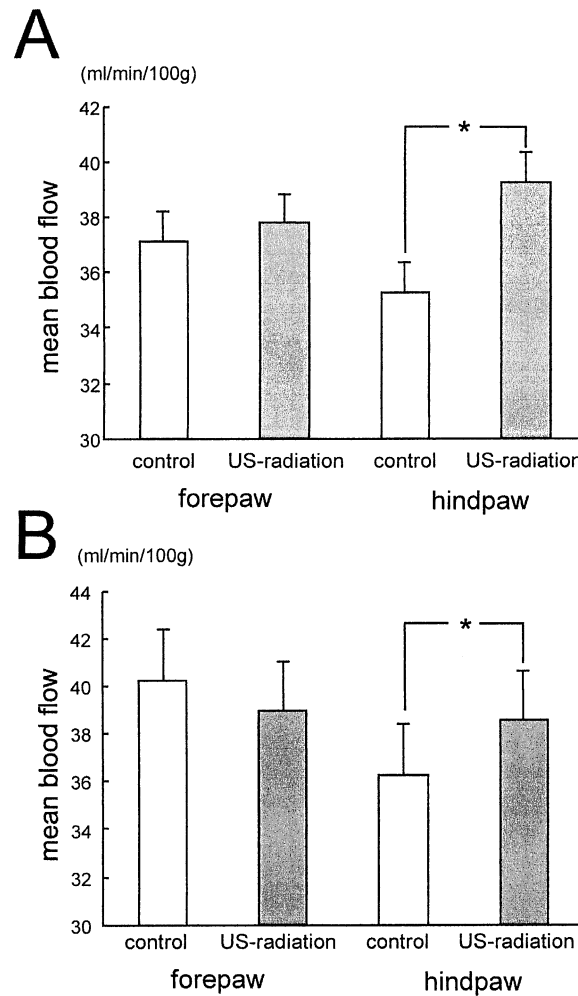 A
(ml/min/100g)
mean blood flow
42
40
38
36
34
32
30
*
control US-radiation control US-radiation
forepaw hindpaw
B
(ml/min/100g)
mean blood flow
44
42
40
38
36
34
32
30
*
control US-radiation control US-radiation
forepaw hindpaw